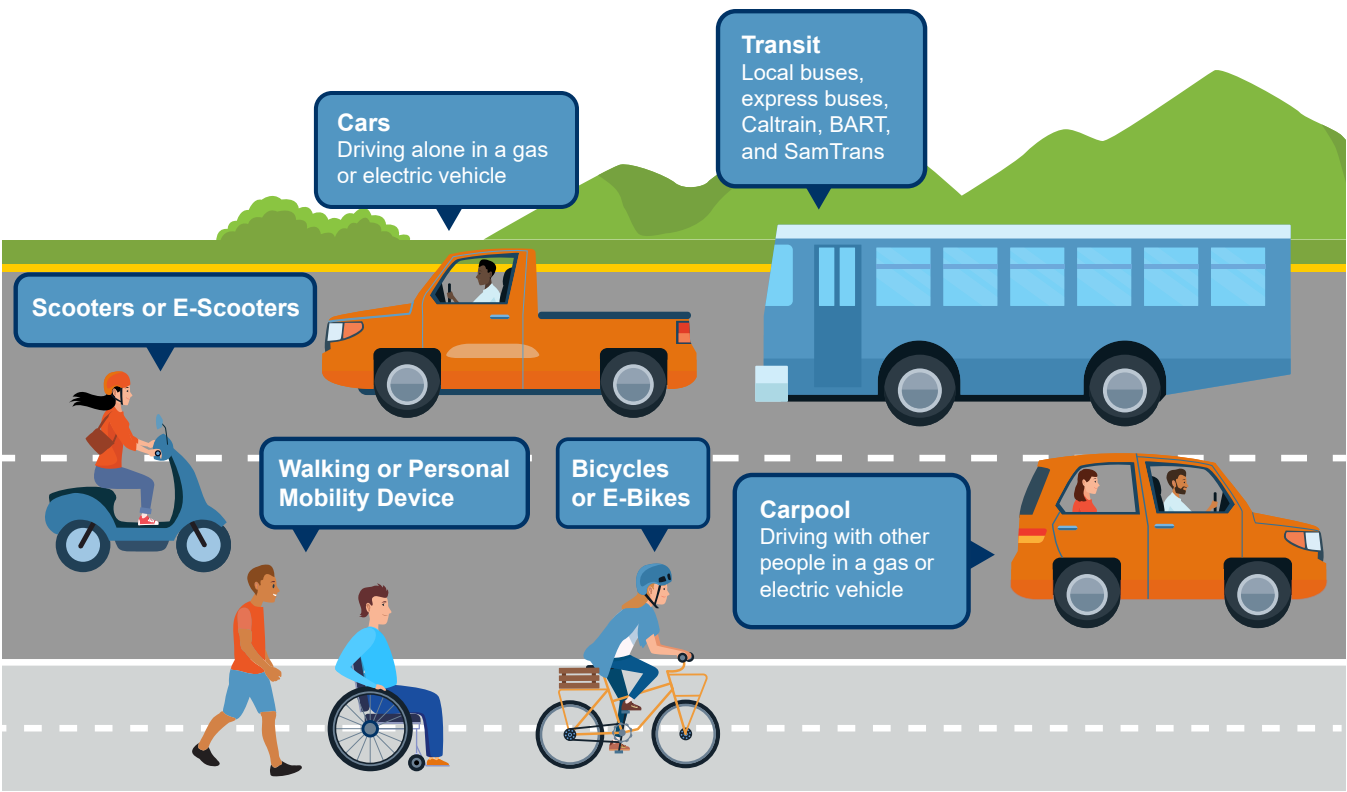 Transit
Local buses,
express buses,
Caltrain, BART,
and SamTrans
Cars
Driving alone in a gas
or electric vehicle
Scooters or E-Scooters
Walking or Personal
Mobility Device
Bicycles
or E-Bikes
Carpool
Driving with other
people in a gas or
electric vehicle